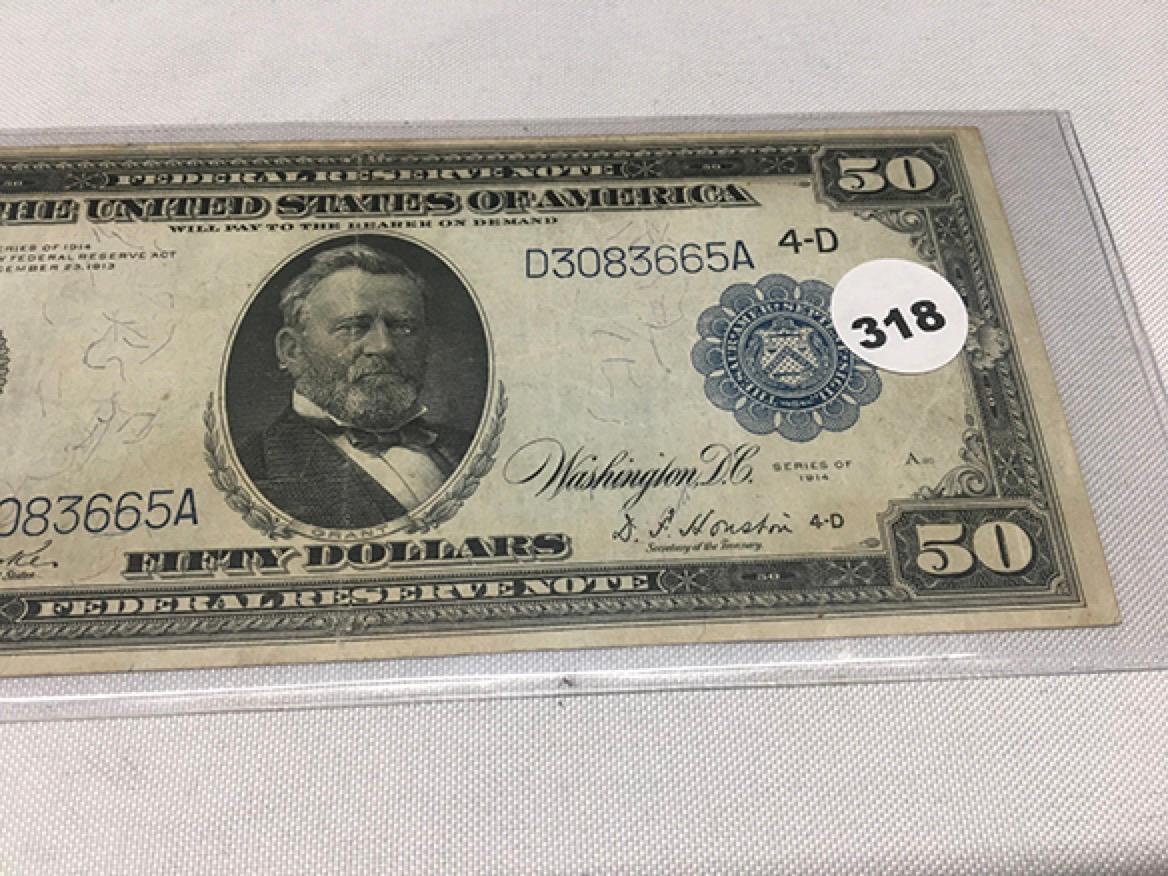 FEDERAL RESERVE NOTE
50
THE UNITED STATES OF AMERICA
WILL PAY TO THE BEARER ON DEMAND
SERIES OF 1914
FEDERAL RESERVE ACT
DECEMBER 23, 1913
D3083665A 4-D
318
Washington, D.C.
SERIES OF
1914
083665A
GRANT
D. F. Houston 4-D
Secretary of the Treasury.
FIFTY DOLLARS
50
FEDERAL RESERVE NOTE
50